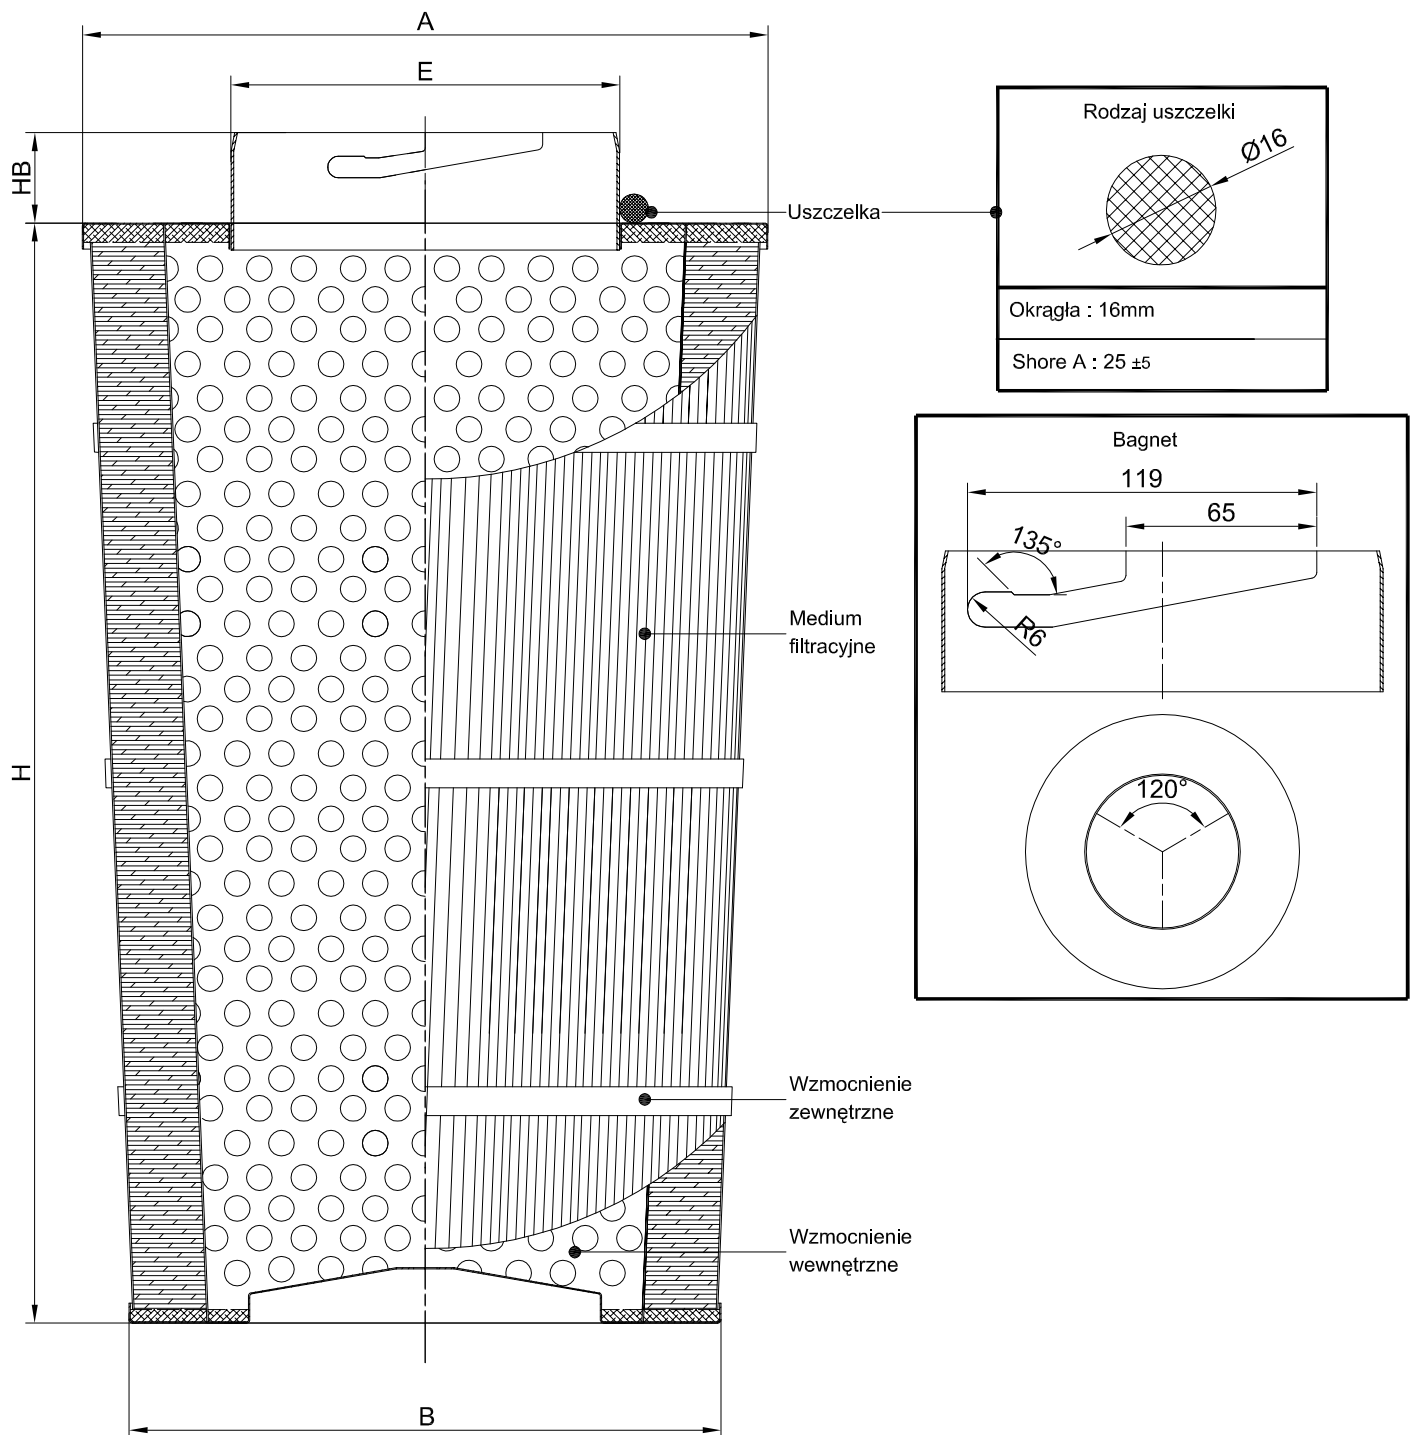 A
E
HB
Uszczelka
H
Medium
filtracyjne
Wzmocnienie
zewnętrzne
Wzmocnienie
wewnętrzne
B
Rodzaj uszczelki
Ø16
Okrągła : 16mm
Shore A : 25 ±5
Bagnet
119
65
135°
R6
120°